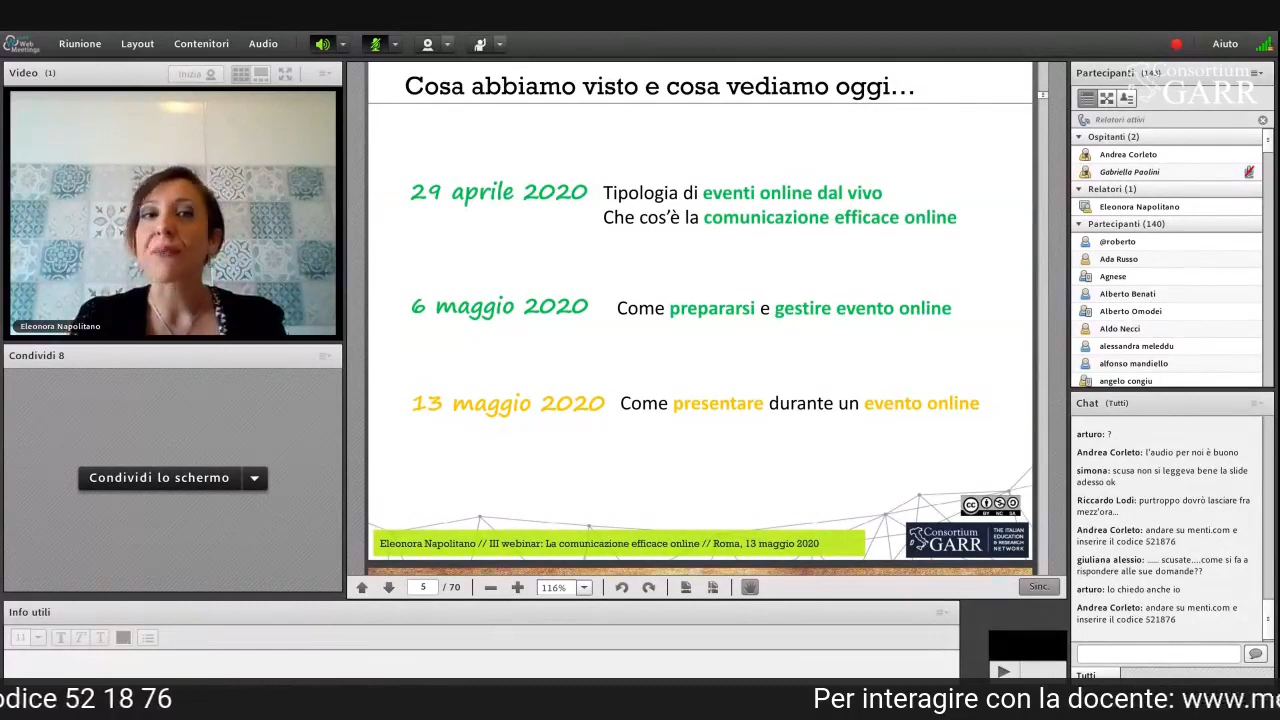 Web Meetings
Riunione
Layout
Contenitori
Audio
Aiuto
Video (1)
Inizia
Eleonora Napolitano
Condividi 8
Condividi lo schermo
Cosa abbiamo visto e cosa vediamo oggi…
29 aprile 2020 Tipologia di eventi online dal vivo
Che cos'è la comunicazione efficace online
6 maggio 2020 Come prepararsi e gestire evento online
13 maggio 2020 Come presentare durante un evento online
CC BY NC SA
Eleonora Napolitano // III webinar: La comunicazione efficace online // Roma, 13 maggio 2020
Consortium GARR
THE ITALIAN EDUCATION & RESEARCH NETWORK
5 / 70
116%
Sinc.
Partecipanti
Consortium
GARR
Relatori attivi
Ospitanti (2)
Andrea Corleto
Gabriella Paolini
Relatori (1)
Eleonora Napolitano
Partecipanti (140)
@roberto
Ada Russo
Agnese
Alberto Benati
Alberto Omodei
Aldo Necci
alessandra meleddu
alfonso mandiello
angelo congiu
Chat (Tutti)
arturo: ?
Andrea Corleto: l'audio per noi è buono
simona: scusa non si leggeva bene la slide
adesso ok
Riccardo Lodi: purtroppo dovrò lasciare fra
mezz'ora...
Andrea Corleto: andare su menti.com e
inserire il codice 521876
giuliana alessio: ..... scusate....come si fa a
rispondere alle sue domande??
arturo: lo chiedo anche io
Andrea Corleto: andare su menti.com e
inserire il codice 521876
Tutti
Info utili
11
odice 52 18 76
Per interagire con la docente: www.me